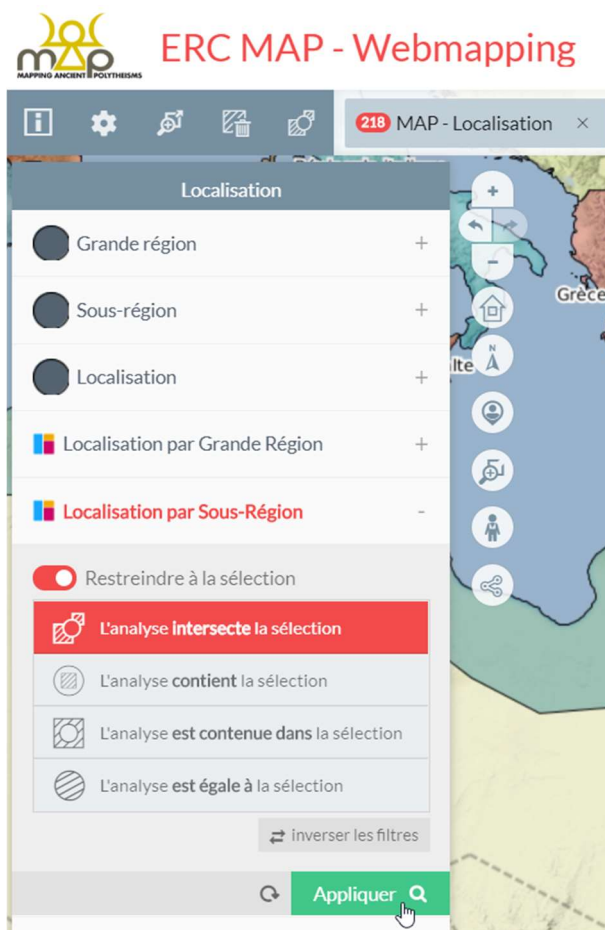 map
MAPPING ANCIENT POLYTHEISMS
ERC MAP - Webmapping
218 MAP - Localisation ×
Localisation
Grande région +
Sous-région +
Localisation +
Localisation par Grande Région +
Localisation par Sous-Région -
Restreindre à la sélection
L'analyse intersecte la sélection
L'analyse contient la sélection
L'analyse est contenue dans la sélection
L'analyse est égale à la sélection
inverser les filtres
Appliquer
+
-
Grèce
lte
N